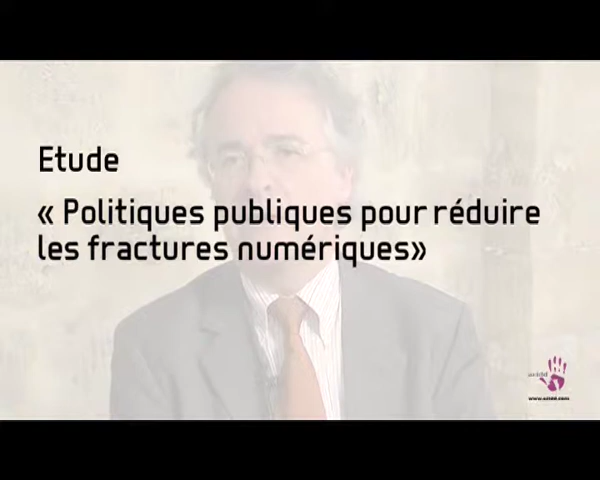 Etude
« Politiques publiques pour réduire
les fractures numériques»